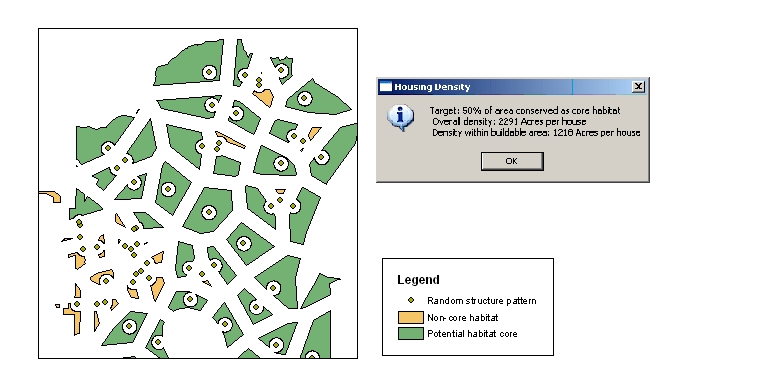 Housing Density
Target: 50% of area conserved as core habitat
Overall density: 2291 Acres per house
Density within buildable area: 1216 Acres per house
OK
Legend
Random structure pattern
Non-core habitat
Potential habitat core